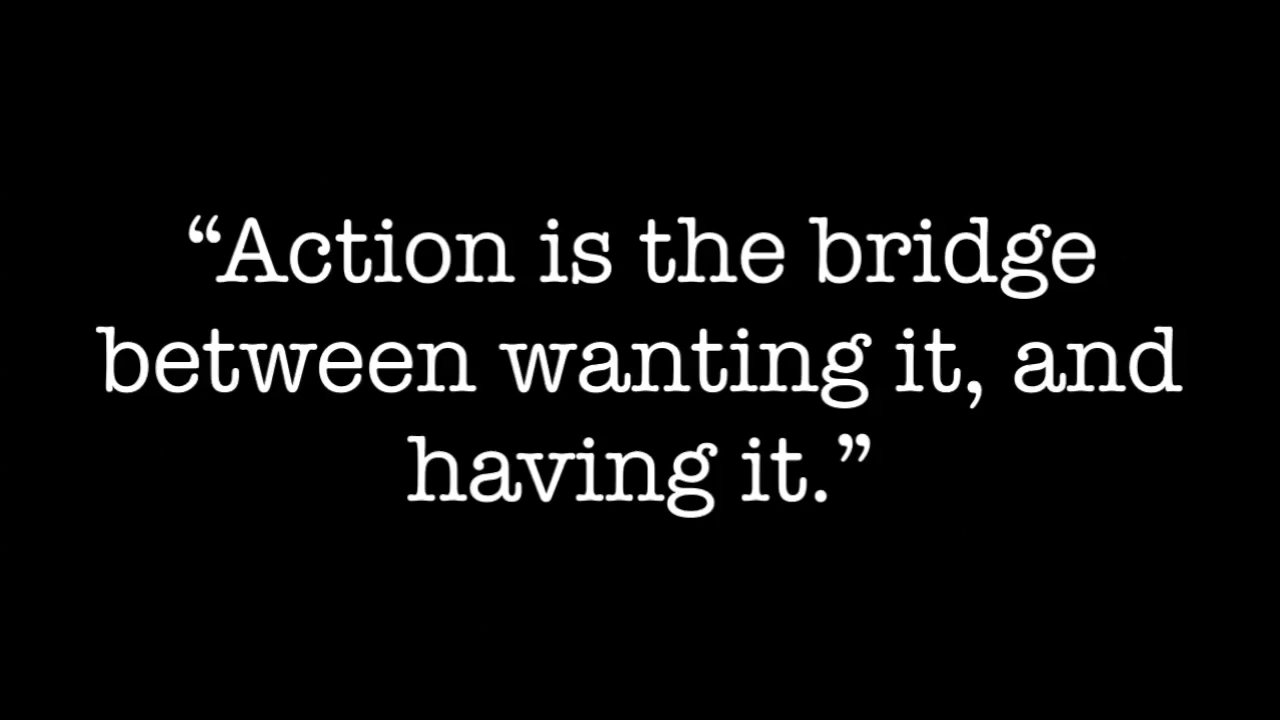 “Action is the bridge
between wanting it, and
having it.”